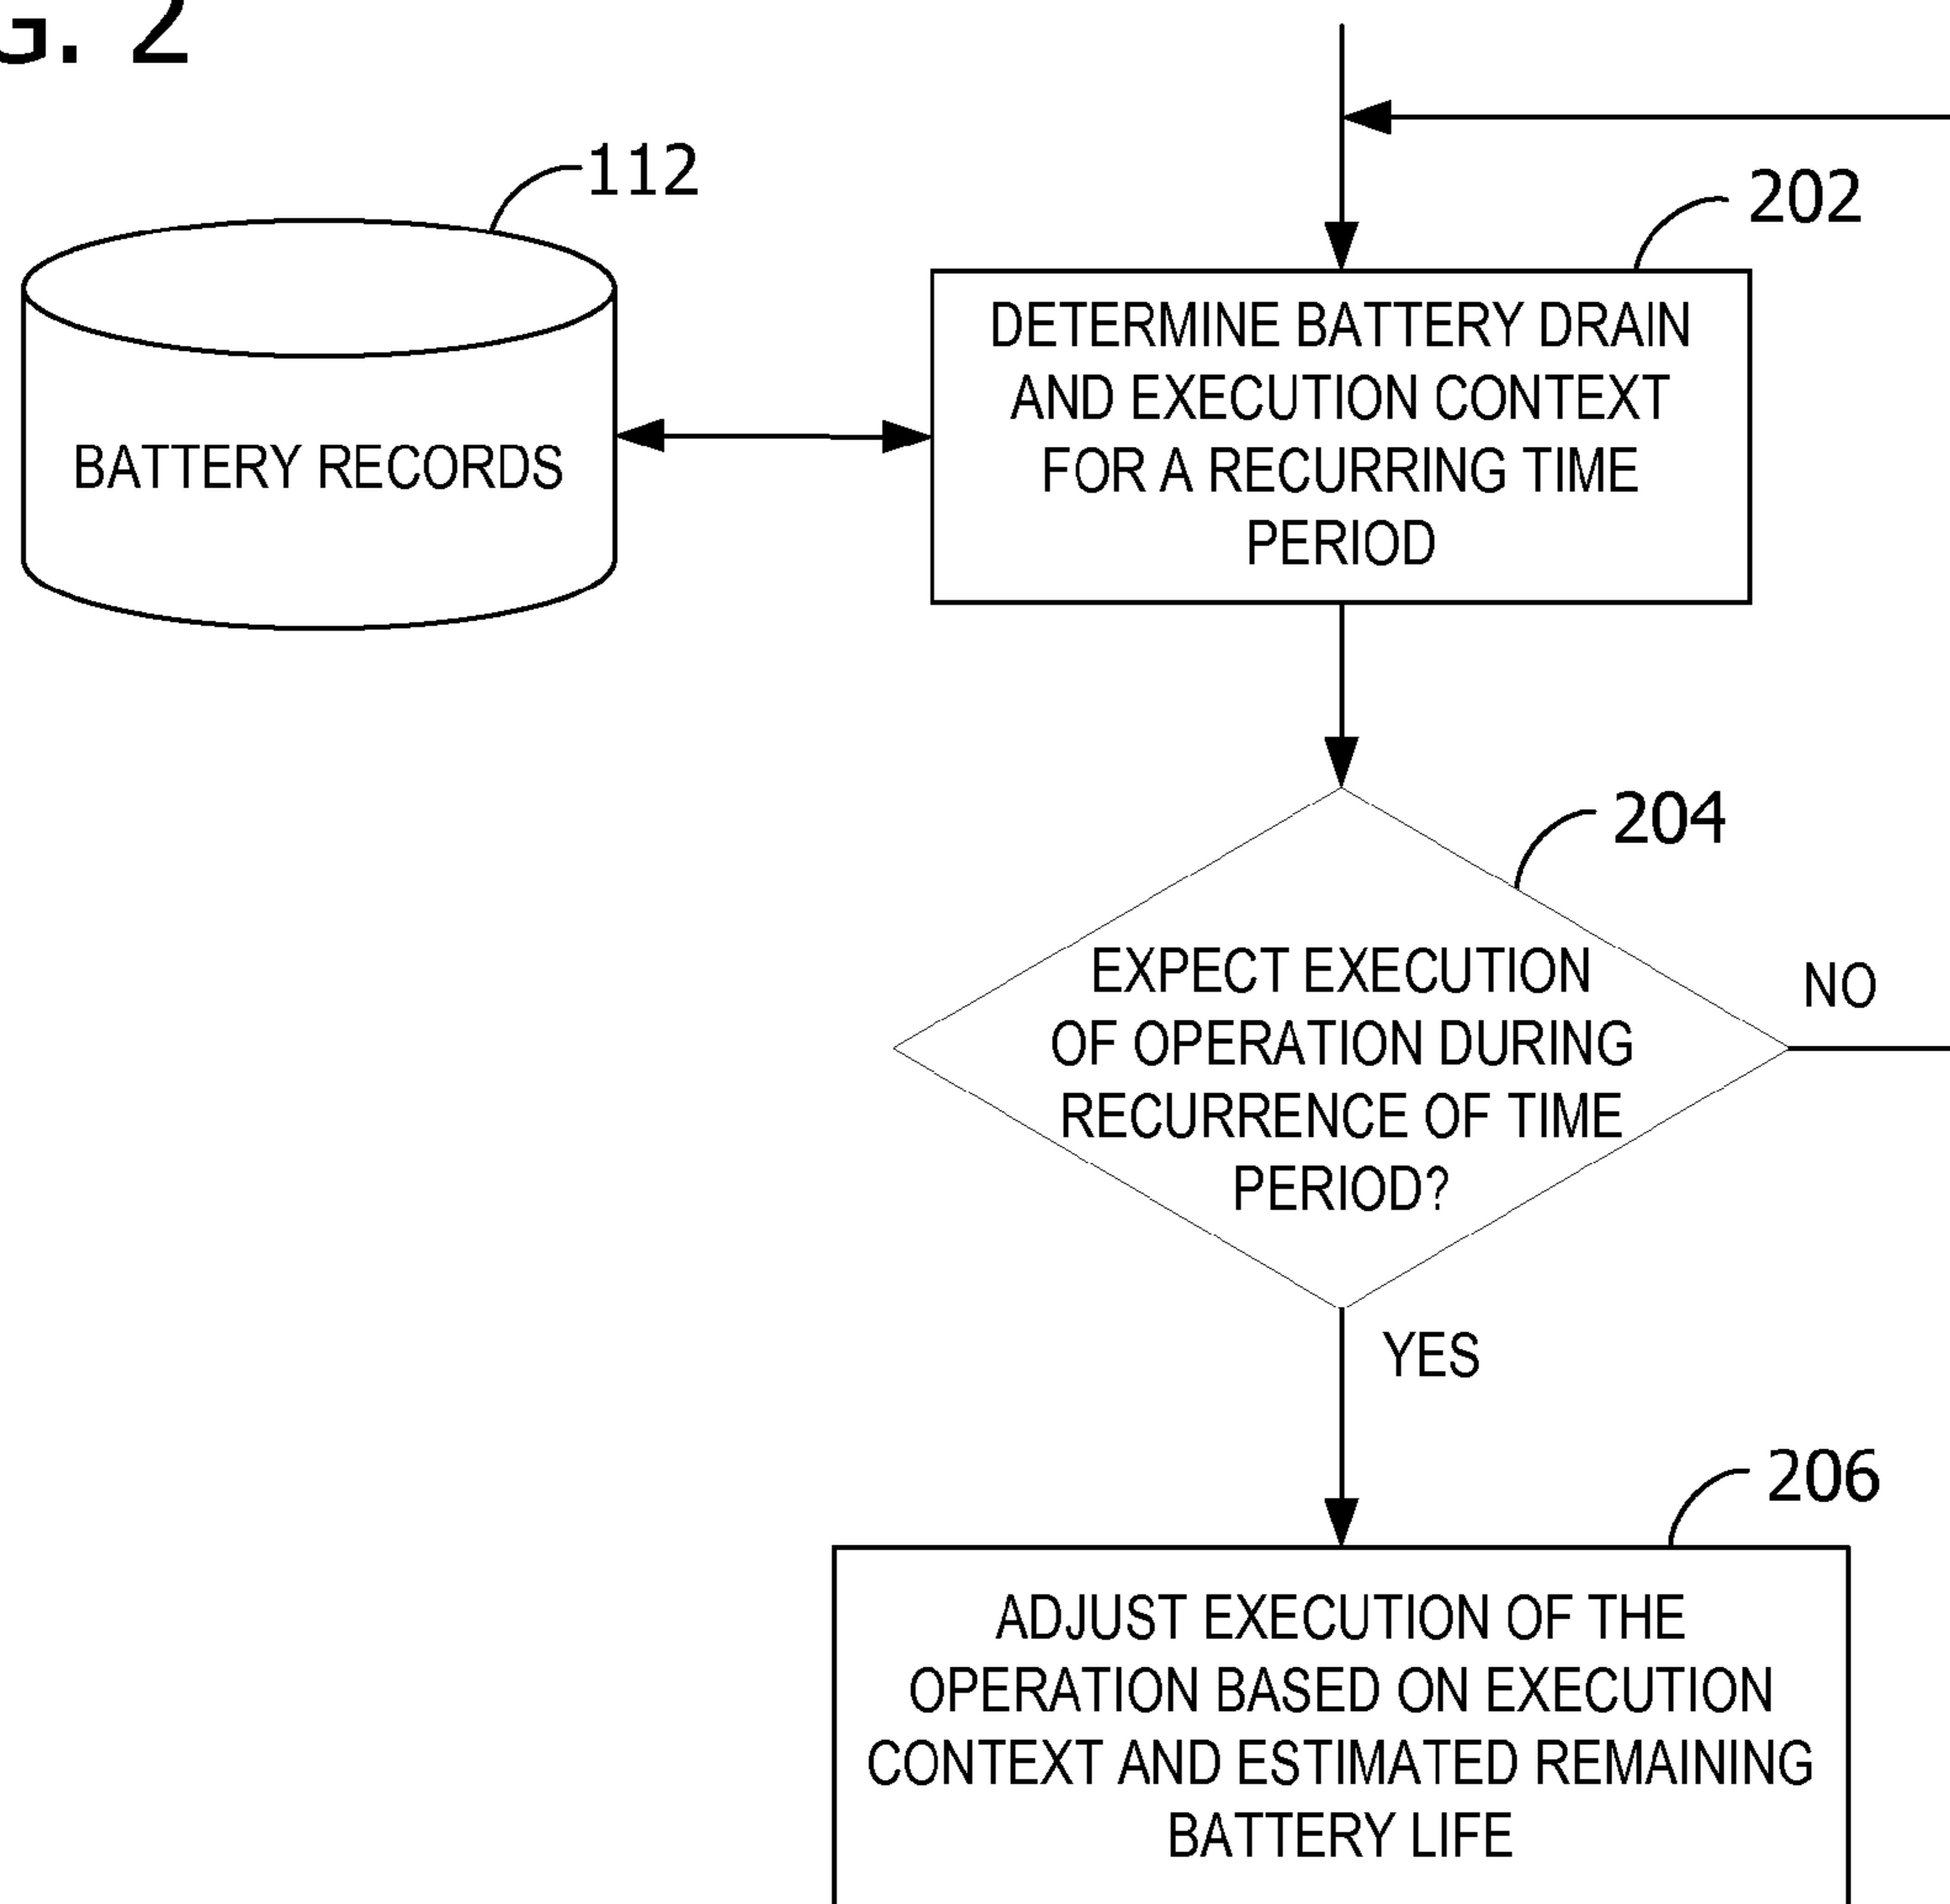 G. 2
112
202
BATTERY RECORDS
DETERMINE BATTERY DRAIN
AND EXECUTION CONTEXT
FOR A RECURRING TIME
PERIOD
204
EXPECT EXECUTION
OF OPERATION DURING
RECURRENCE OF TIME
PERIOD?
NO
YES
206
ADJUST EXECUTION OF THE
OPERATION BASED ON EXECUTION
CONTEXT AND ESTIMATED REMAINING
BATTERY LIFE